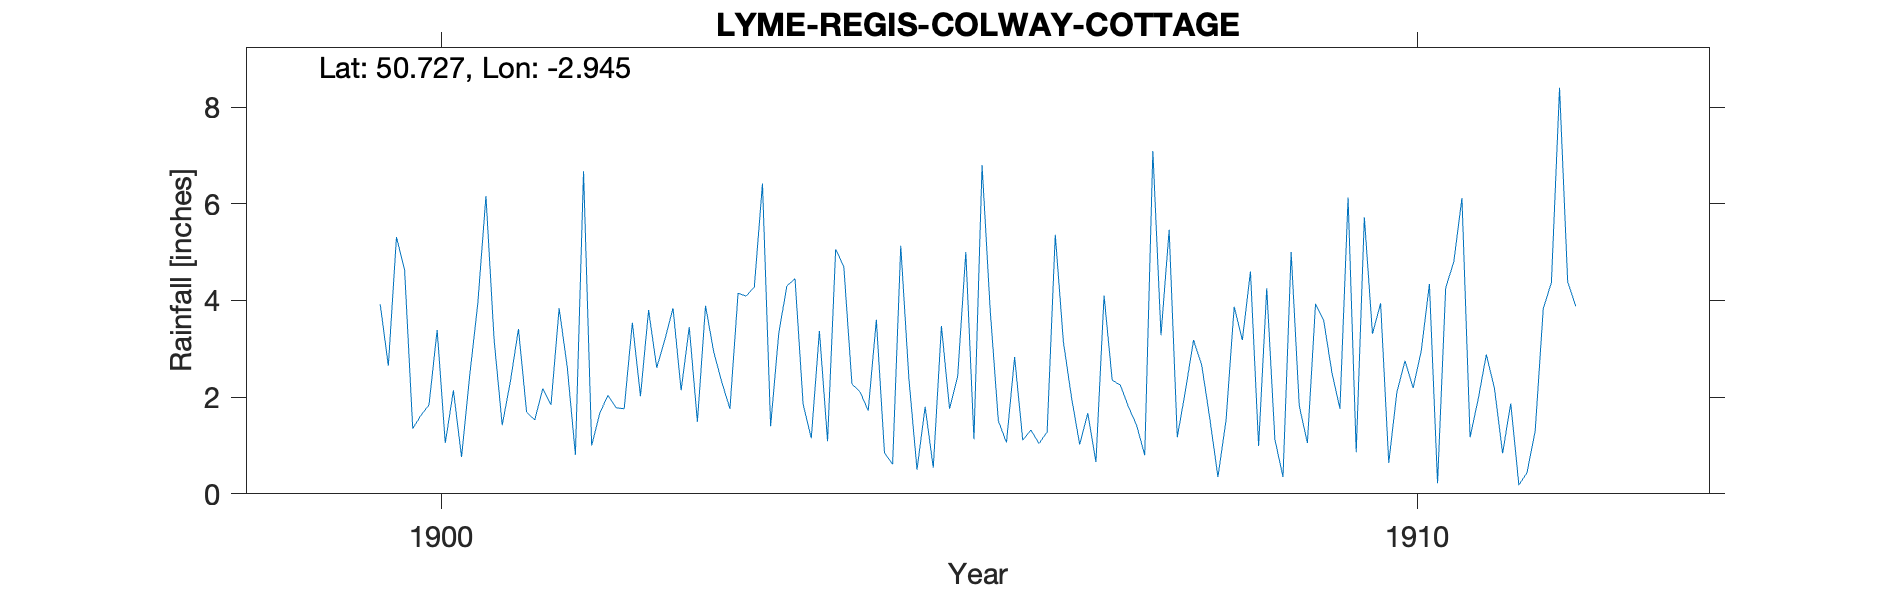 LYME-REGIS-COLWAY-COTTAGE
Lat: 50.727, Lon: -2.945
8
6
4
2
0
Rainfall [inches]
1900 1910
Year